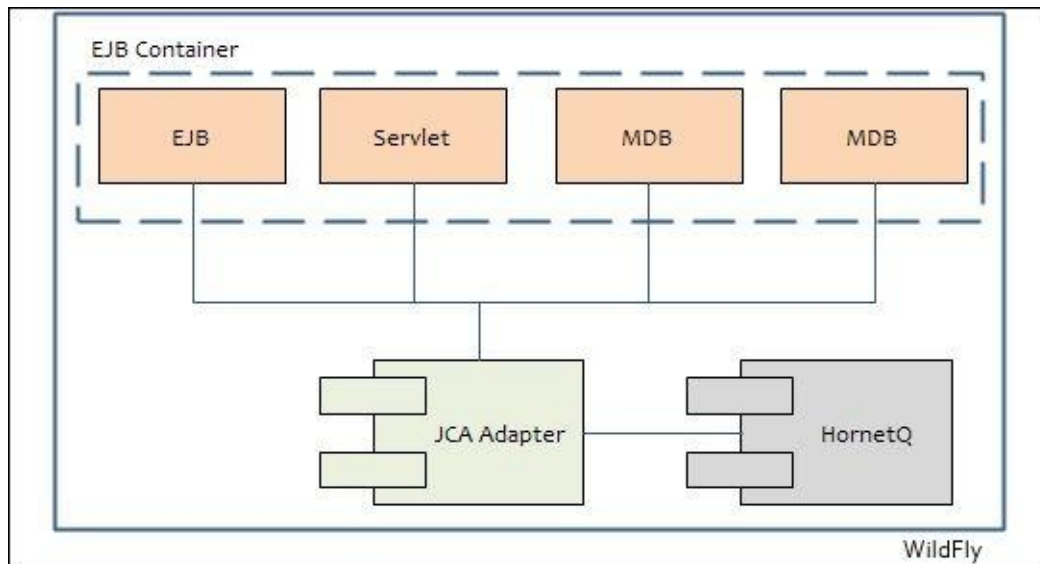 EJB Container
EJB
Servlet
MDB
MDB
JCA Adapter
HornetQ
WildFly